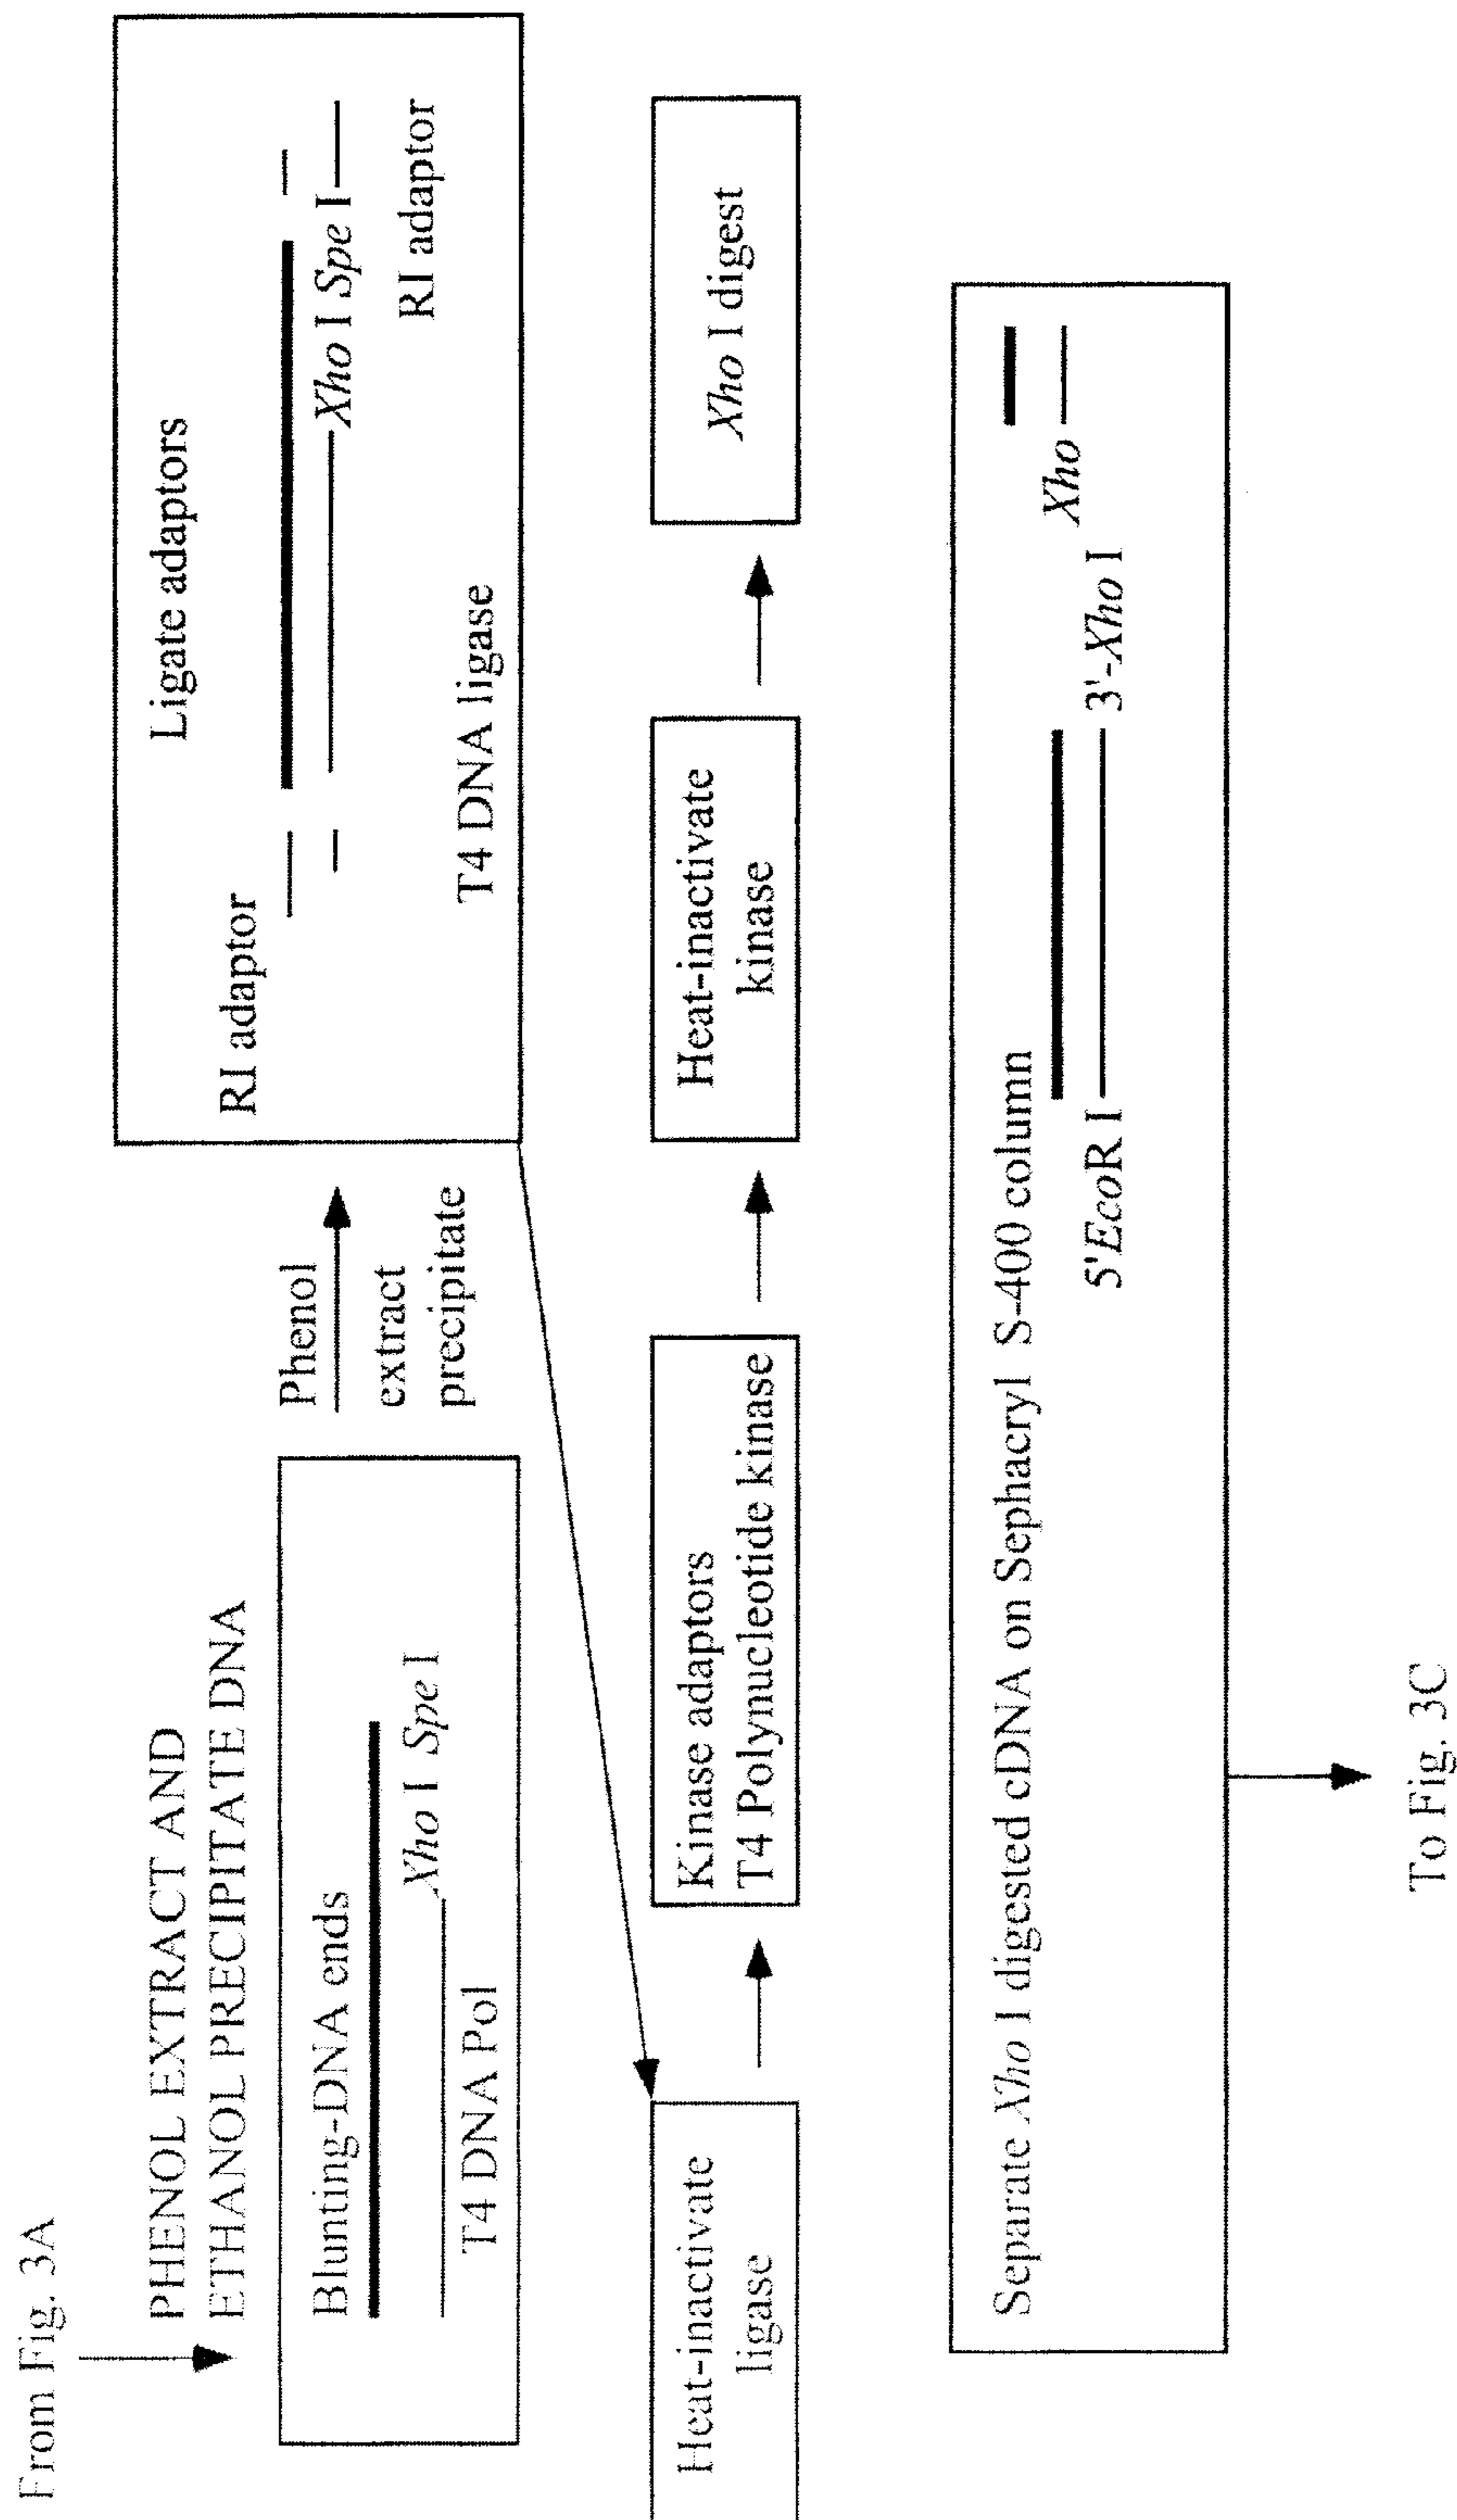 From Fig. 3A
PHENOL EXTRACT AND
ETHANOL PRECIPITATE DNA
Blunting-DNA ends
Xho I Spe I
T4 DNA Pol
Phenol
extract
precipitate
Ligate adaptors
RI adaptor
Xho I Spe I
RI adaptor
T4 DNA ligase
Heat-inactivate
ligase
Kinase adaptors
T4 Polynucleotide kinase
Heat-inactivate
kinase
Xho I digest
Separate Xho I digested cDNA on Sephacryl S-400 column
Xho
5'EcoR I
3'-Xho I
To Fig. 3C